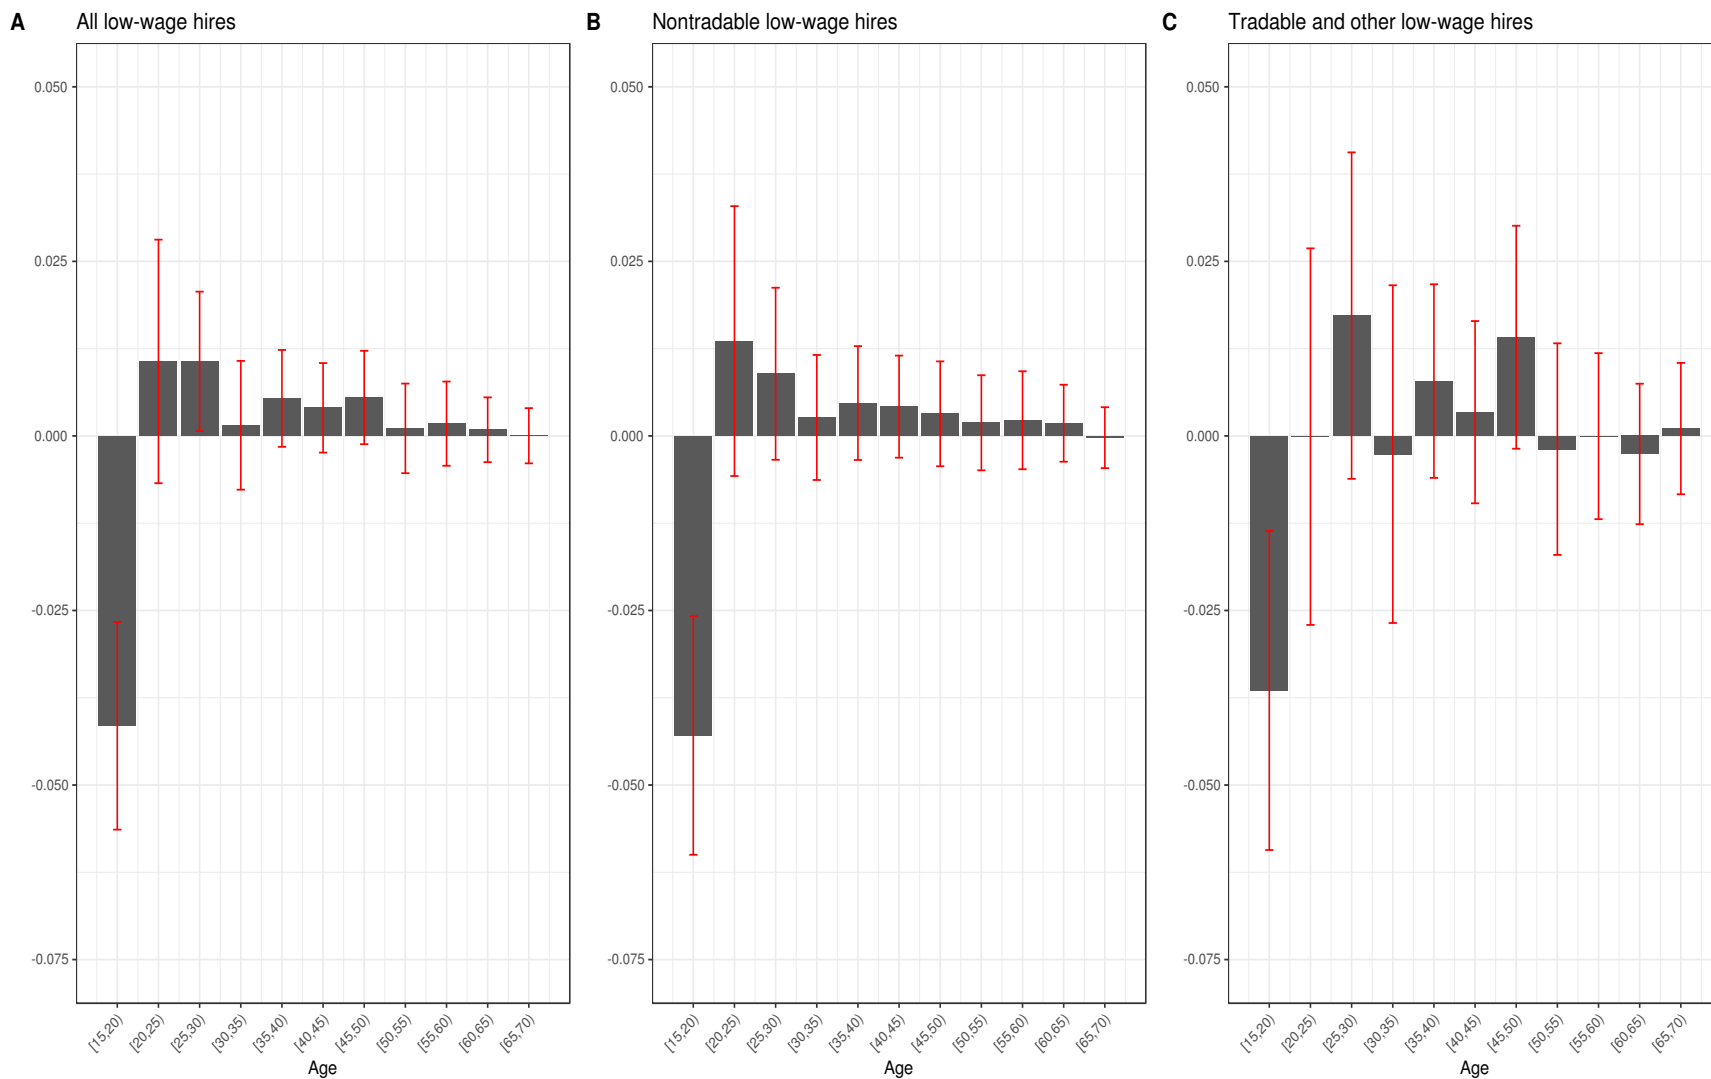 A All low-wage hires
0.050
0.025
0.000
-0.025
-0.050
-0.075
[15,20) [20,25) [25,30) [30,35) [35,40) [40,45) [45,50) [50,55) [55,60) [60,65) [65,70)
Age
B Nontradable low-wage hires
0.050
0.025
0.000
-0.025
-0.050
-0.075
[15,20) [20,25) [25,30) [30,35) [35,40) [40,45) [45,50) [50,55) [55,60) [60,65) [65,70)
Age
C Tradable and other low-wage hires
0.050
0.025
0.000
-0.025
-0.050
-0.075
[15,20) [20,25) [25,30) [30,35) [35,40) [40,45) [45,50) [50,55) [55,60) [60,65) [65,70)
Age